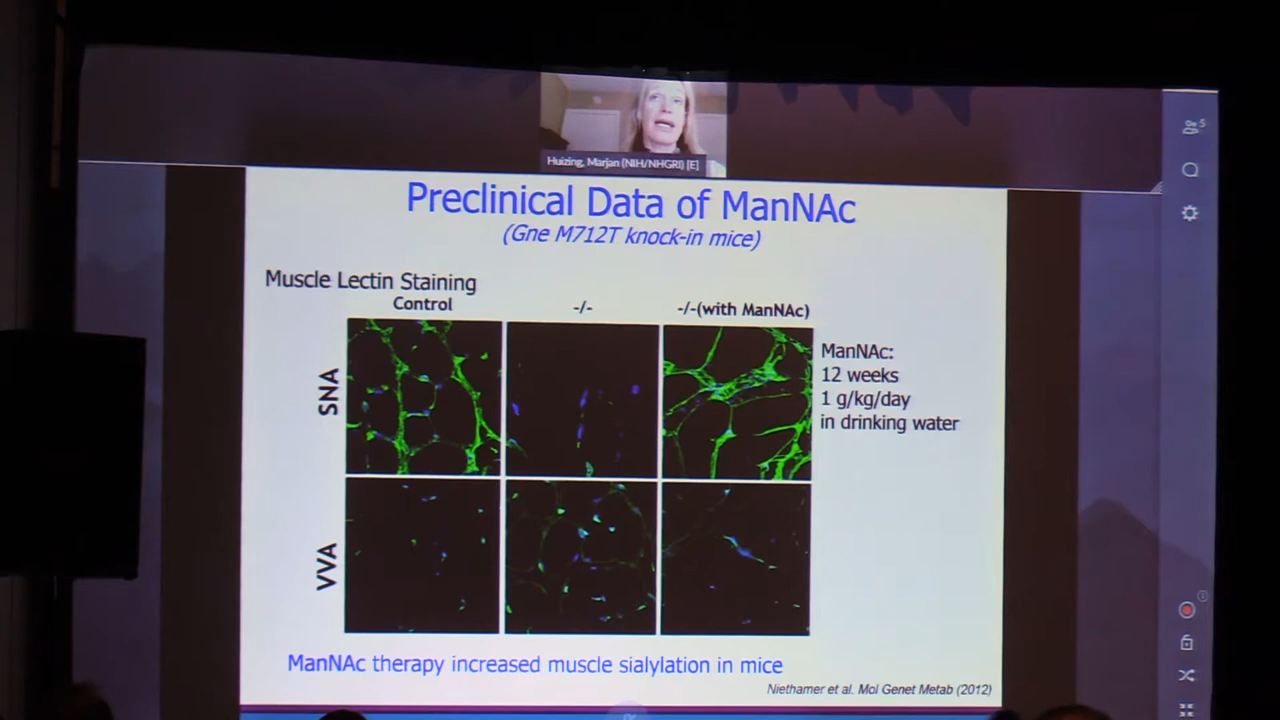 Huizing, Marjan (NIH/NHGRI) [E]
5
Preclinical Data of ManNAc
(Gne M712T knock-in mice)
Muscle Lectin Staining
Control
-/-
-/-(with ManNAc)
SNA
ManNAc:
12 weeks
1 g/kg/day
in drinking water
VVA
ManNAc therapy increased muscle sialylation in mice
Niethamer et al. Mol Genet Metab (2012)